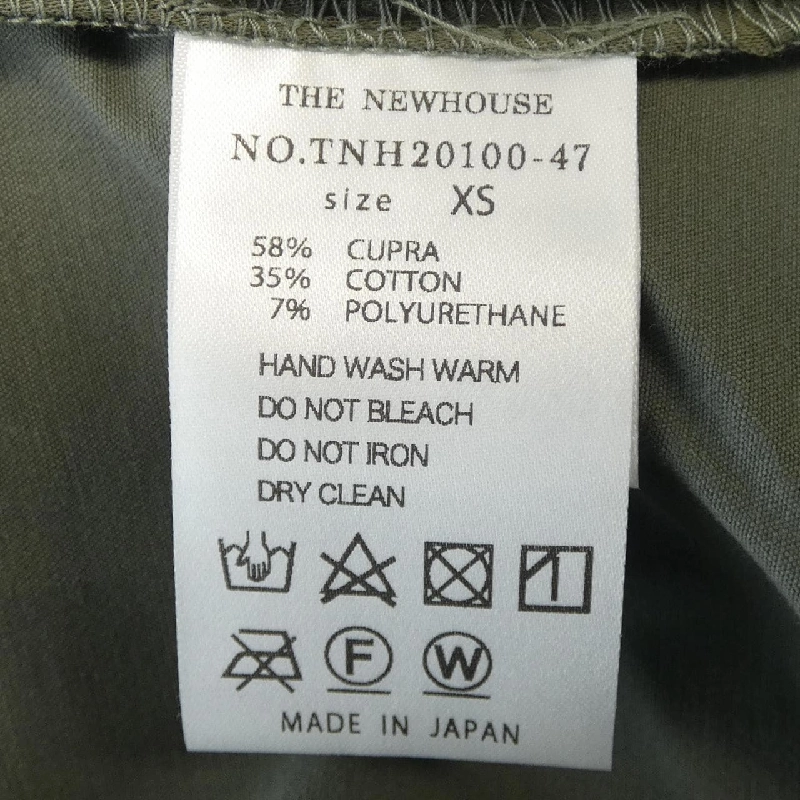 THE NEWHOUSE
NO.TNH20100-47
size XS
58% CUPRA
35% COTTON
7% POLYURETHANE
HAND WASH WARM
DO NOT BLEACH
DO NOT IRON
DRY CLEAN
F W
MADE IN JAPAN